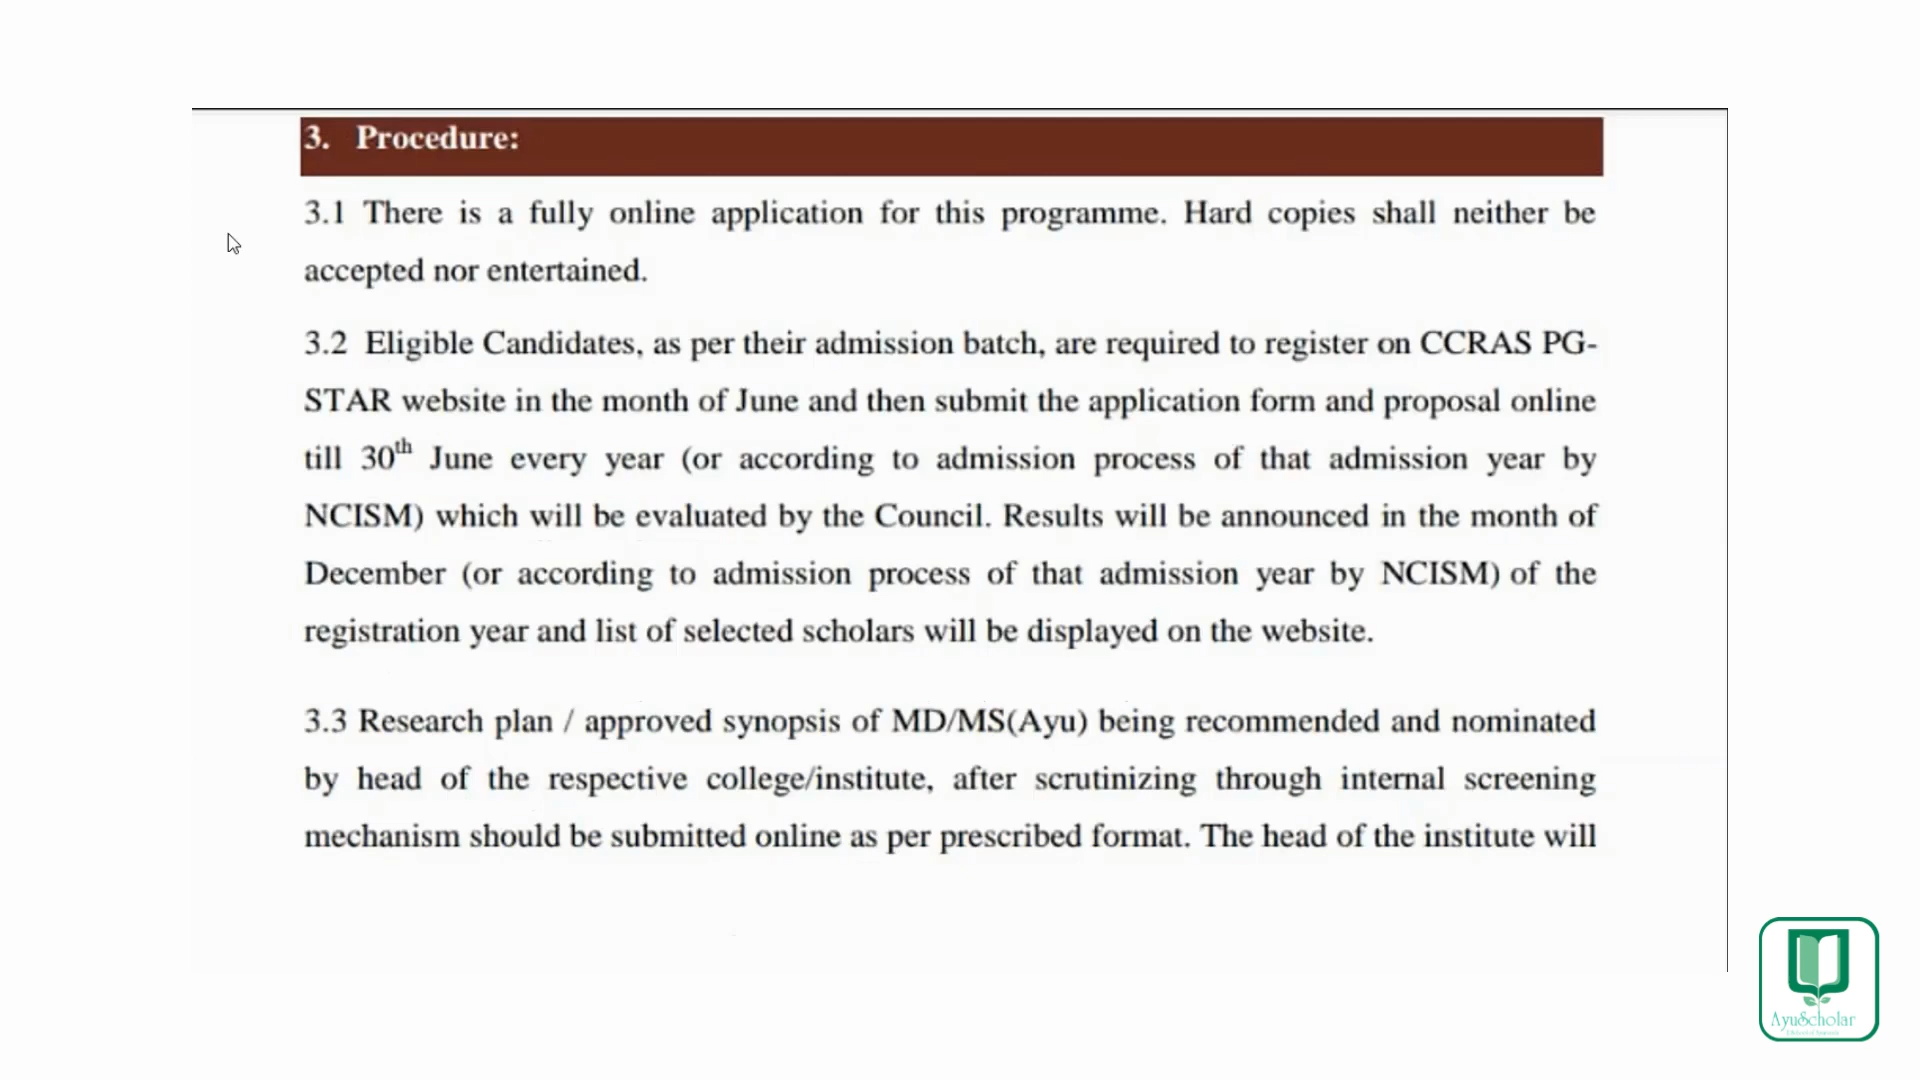 3. Procedure:
3.1 There is a fully online application for this programme. Hard copies shall neither be
accepted nor entertained.
3.2 Eligible Candidates, as per their admission batch, are required to register on CCRAS PG-
STAR website in the month of June and then submit the application form and proposal online
till 30th June every year (or according to admission process of that admission year by
NCISM) which will be evaluated by the Council. Results will be announced in the month of
December (or according to admission process of that admission year by NCISM) of the
registration year and list of selected scholars will be displayed on the website.
3.3 Research plan / approved synopsis of MD/MS(Ayu) being recommended and nominated
by head of the respective college/institute, after scrutinizing through internal screening
mechanism should be submitted online as per prescribed format. The head of the institute will
AyuScholar